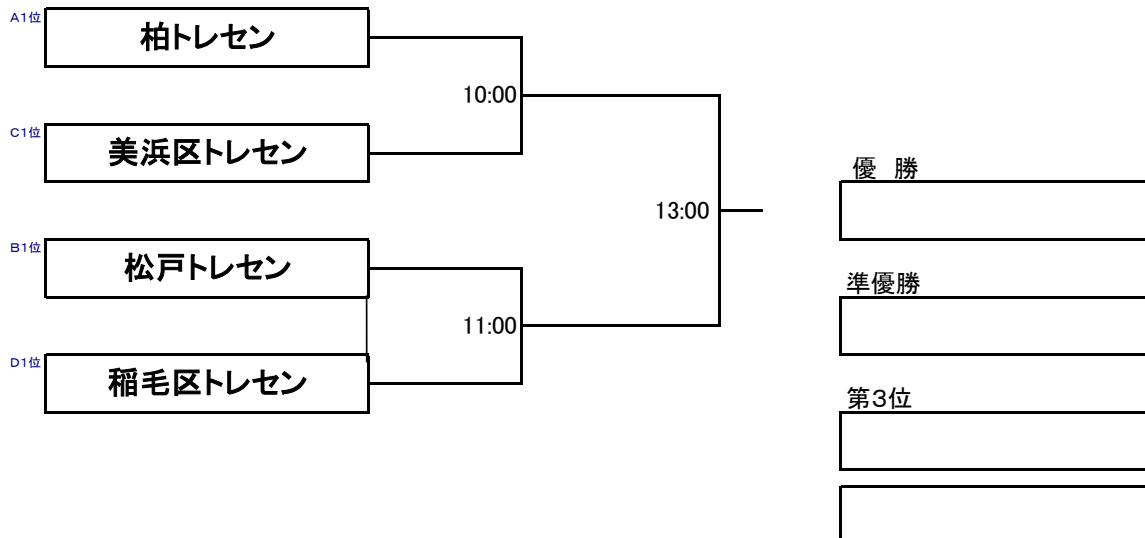 A1位
柏トレセン
10:00
C1位
美浜区トレセン
優 勝
13:00
B1位
松戸トレセン
準優勝
11:00
D1位
稲毛区トレセン
第3位